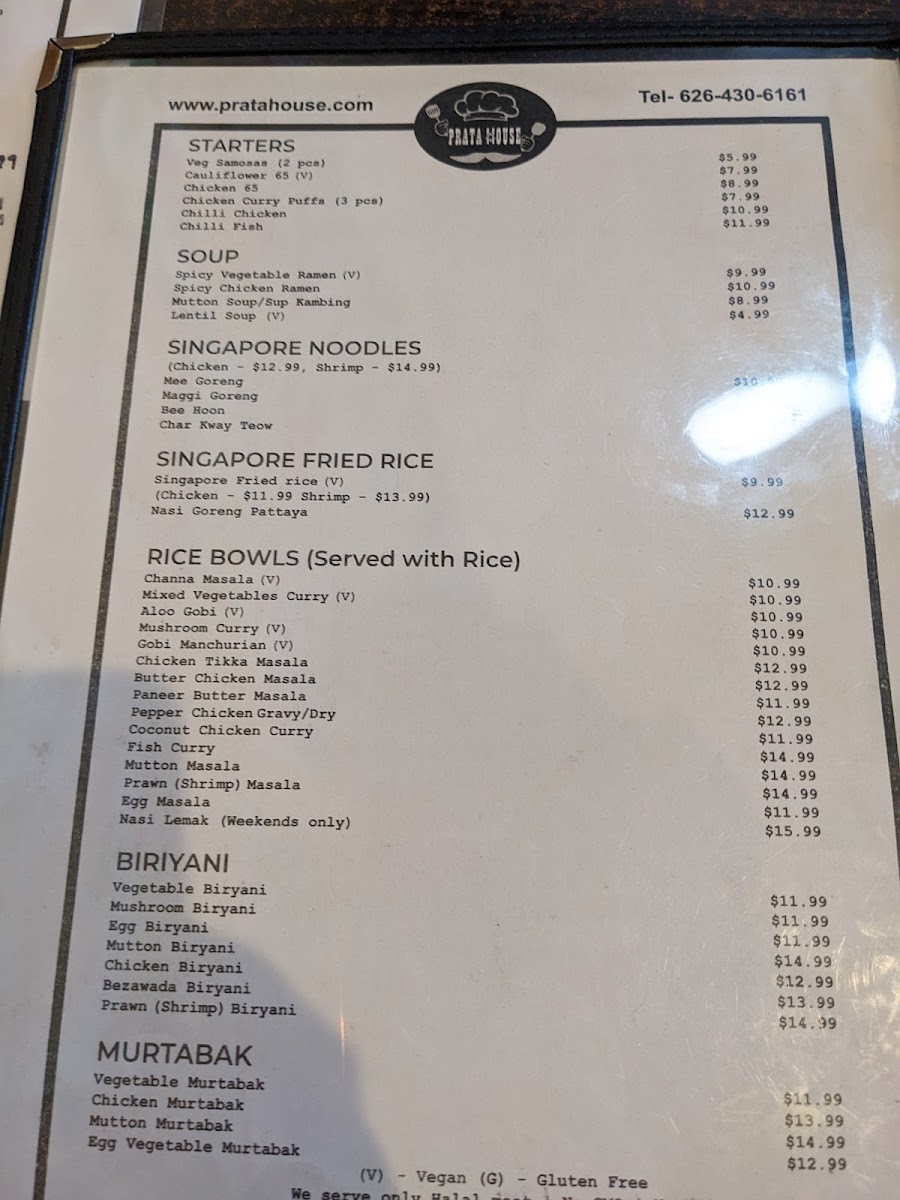 www.pratahouse.com
PRATA HOUSE
Tel- 626-430-6161
STARTERS
Veg Samosas (2 pcs) $5.99
Cauliflower 65 (V) $7.99
Chicken 65 $8.99
Chicken Curry Puffs (3 pcs) $7.99
Chilli Chicken $10.99
Chilli Fish $11.99
SOUP
Spicy Vegetable Ramen (V) $9.99
Spicy Chicken Ramen $10.99
Mutton Soup/Sup Kambing $8.99
Lentil Soup (V) $4.99
SINGAPORE NOODLES
(Chicken - $12.99, Shrimp - $14.99)
Mee Goreng
Maggi Goreng
Bee Hoon
Char Kway Teow
SINGAPORE FRIED RICE
Singapore Fried rice (V) $9.99
(Chicken - $11.99 Shrimp - $13.99)
Nasi Goreng Pattaya $12.99
RICE BOWLS (Served with Rice)
Channa Masala (V) $10.99
Mixed Vegetables Curry (V) $10.99
Aloo Gobi (V) $10.99
Mushroom Curry (V) $10.99
Gobi Manchurian (V) $10.99
Chicken Tikka Masala $12.99
Butter Chicken Masala $12.99
Paneer Butter Masala $11.99
Pepper Chicken Gravy/Dry $12.99
Coconut Chicken Curry $11.99
Fish Curry $14.99
Mutton Masala $14.99
Prawn (Shrimp) Masala $14.99
Egg Masala $11.99
Nasi Lemak (Weekends only) $15.99
BIRIYANI
Vegetable Biryani $11.99
Mushroom Biryani $11.99
Egg Biryani $11.99
Mutton Biryani $14.99
Chicken Biryani $12.99
Bezawada Biryani $13.99
Prawn (Shrimp) Biryani $14.99
MURTABAK
Vegetable Murtabak $11.99
Chicken Murtabak $13.99
Mutton Murtabak $14.99
Egg Vegetable Murtabak $12.99
(V) - Vegan (G) - Gluten Free
We serve only Halal